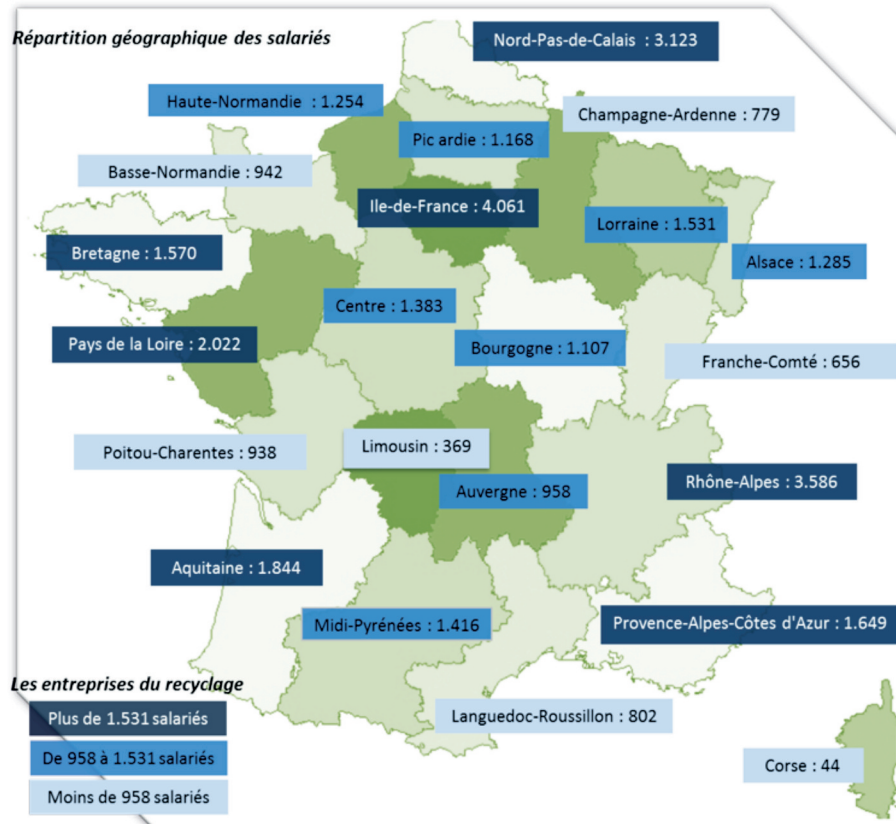 Répartition géographique des salariés
Nord-Pas-de-Calais : 3.123
Haute-Normandie : 1.254
Champagne-Ardenne : 779
Pic ardie : 1.168
Basse-Normandie : 942
Ile-de-France : 4.061
Lorraine : 1.531
Bretagne : 1.570
Alsace : 1.285
Centre : 1.383
Pays de la Loire : 2.022
Bourgogne : 1.107
Franche-Comté : 656
Poitou-Charentes : 938
Limousin : 369
Auvergne : 958
Rhône-Alpes : 3.586
Aquitaine : 1.844
Midi-Pyrénées : 1.416
Provence-Alpes-Côtes d'Azur : 1.649
Les entreprises du recyclage
Plus de 1.531 salariés
Languedoc-Roussillon : 802
De 958 à 1.531 salariés
Corse : 44
Moins de 958 salariés